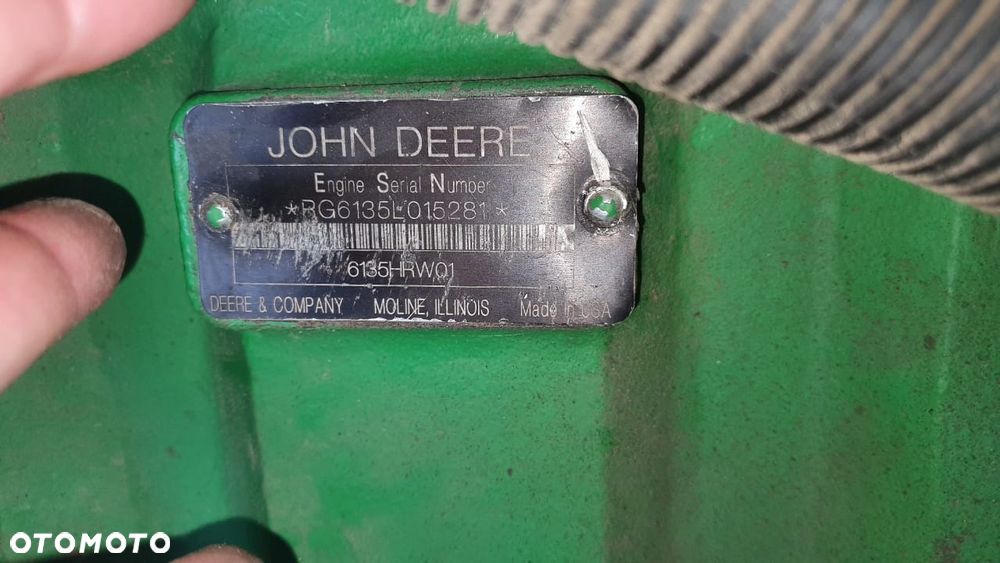 JOHN DEERE
Engine Serial Number
*RG6135L015281*
6135HRW01
DEERE & COMPANY MOLINE, ILLINOIS Made in USA
OTOMOTO